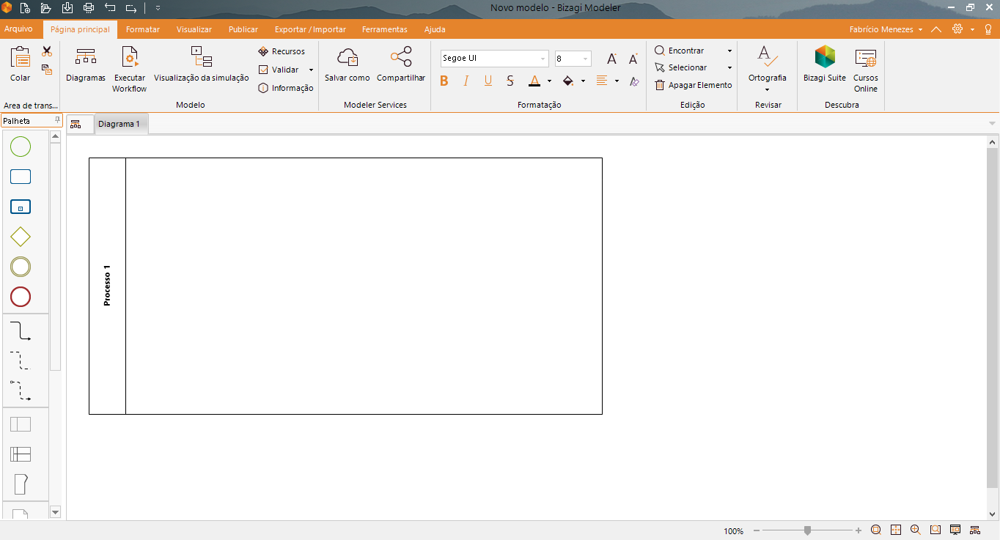 Novo modelo - Bizagi Modeler
Arquivo Página principal Formatar Visualizar Publicar Exportar / Importar Ferramentas Ajuda Fabrício Menezes
Colar
Area de trans...
Diagramas
Executar
Workflow
Visualização da simulação
Recursos
Validar
Informação
Modelo
Salvar como
Compartilhar
Modeler Services
Segoe UI
8
A A
B I U S A
Formatação
Encontrar
Selecionar
Apagar Elemento
Edição
Ortografia
Revisar
Bizagi Suite
Cursos
Online
Descubra
Palheta
Diagrama 1
Processo 1
100%